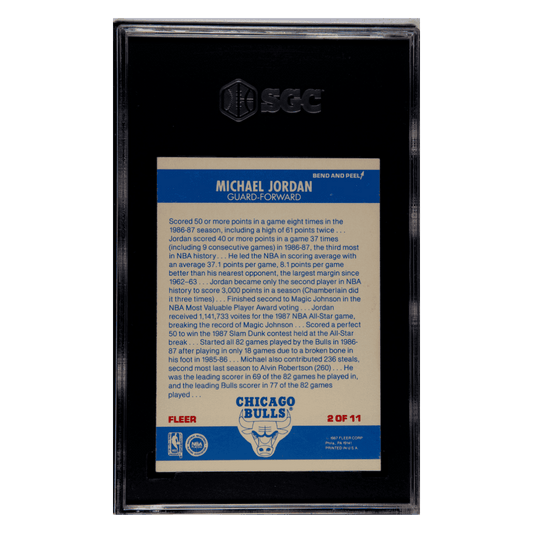 SGC
BEND AND PEEL
MICHAEL JORDAN
GUARD-FORWARD
Scored 50 or more points in a game eight times in the
1986-87 season, including a high of 61 points twice . . .
Jordan scored 40 or more points in a game 37 times
(including 9 consecutive games) in 1986-87, the third most
in NBA history . . . He led the NBA in scoring average with
an average 37.1 points per game, 8.1 points per game
better than his nearest opponent, the largest margin since
1962-63 . . . Jordan became only the second player in NBA
history to score 3,000 points in a season (Chamberlain did
it three times) . . . Finished second to Magic Johnson in the
NBA Most Valuable Player Award voting . . . Jordan
received 1,141,733 voites for the 1987 NBA All-Star game,
breaking the record of Magic Johnson . . . Scored a perfect
50 to win the 1987 Slam Dunk contest held at the All-Star
break . . . Started all 82 games played by the Bulls in 1986-
87 after playing in only 18 games due to a broken bone in
his foot in 1985-86 . . . Michael also contributed 236 steals,
second most last season to Alvin Robertson (260) . . . He
was the leading scorer in 69 of the 82 games he played in,
and the leading Bulls scorer in 77 of the 82 games
played . . .
CHICAGO
BULLS®
FLEER
2 OF 11
NBA
© 1987 FLEER CORP.
Phila., PA 19141
PRINTED IN U.S.A.